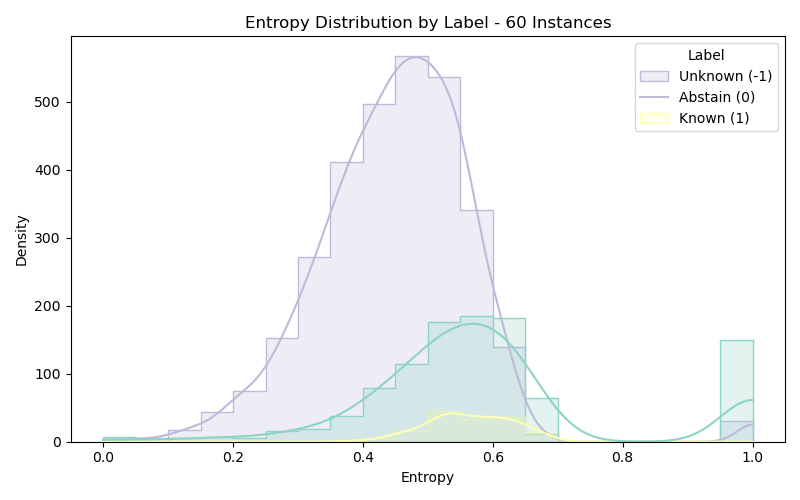 Entropy Distribution by Label - 60 Instances
Label
Unknown (-1)
Abstain (0)
Known (1)
Density
500
400
300
200
100
0
0.0 0.2 0.4 0.6 0.8 1.0
Entropy